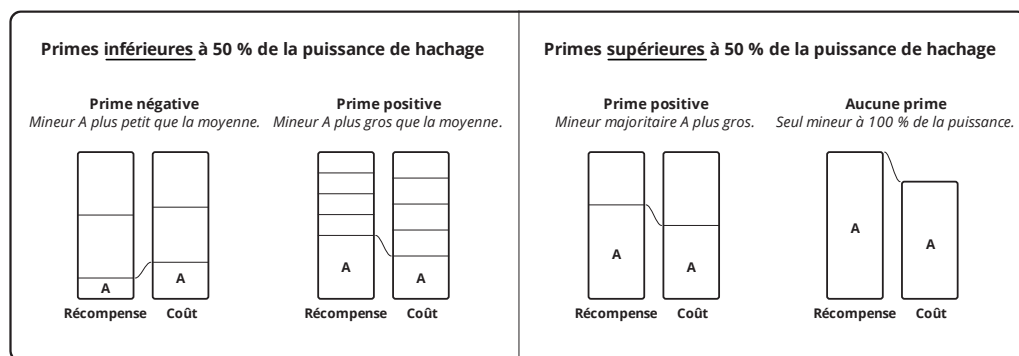 Primes inférieures à 50 % de la puissance de hachage
Prime négative
Mineur A plus petit que la moyenne.
A
A
Récompense
Coût
Prime positive
Mineur A plus gros que la moyenne.
A
A
Récompense
Coût
Primes supérieures à 50 % de la puissance de hachage
Prime positive
Mineur majoritaire A plus gros.
A
A
Récompense
Coût
Aucune prime
Seul mineur à 100 % de la puissance.
A
A
Récompense
Coût